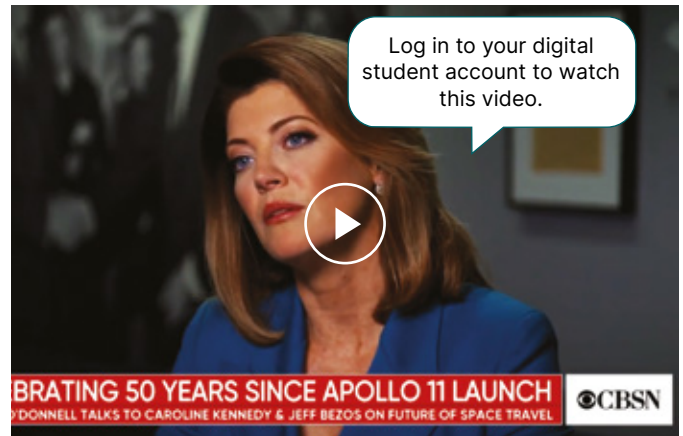 Log in to your digital
student account to watch
this video.
EBRATING 50 YEARS SINCE APOLLO 11 LAUNCH
O'DONNELL TALKS TO CAROLINE KENNEDY & JEFF BEZOS ON FUTURE OF SPACE TRAVEL
CBSN